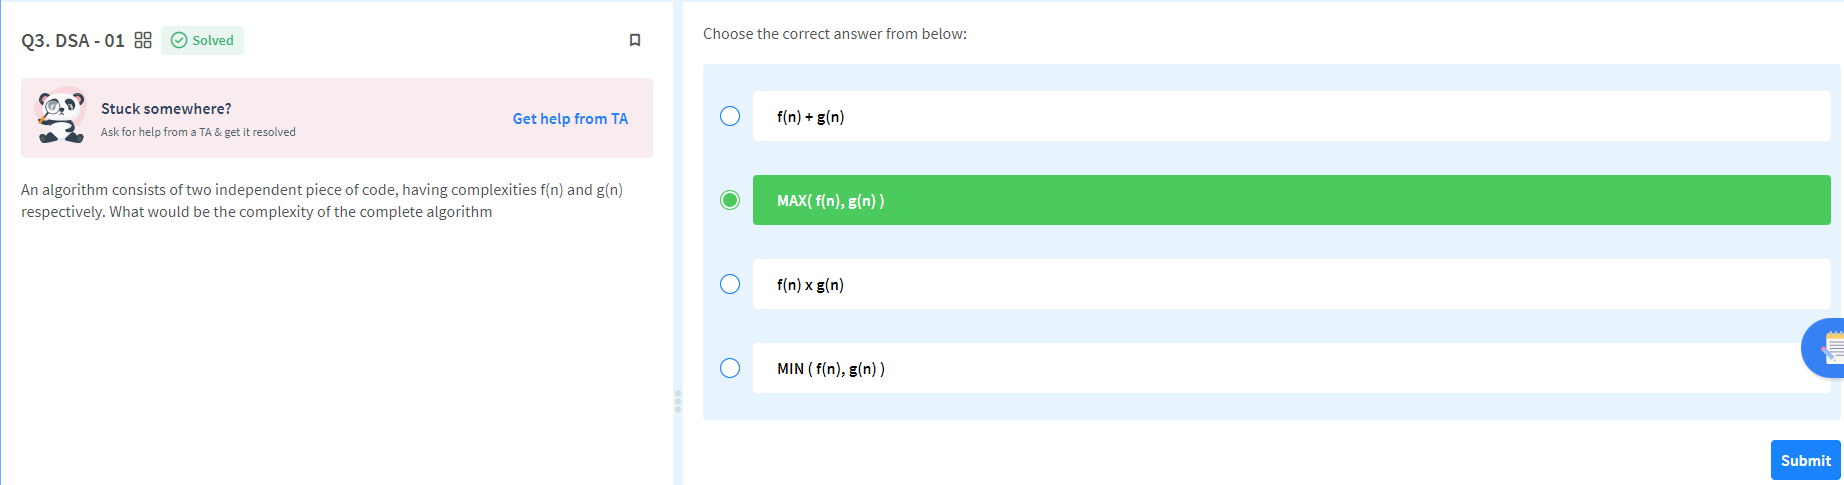 Q3. DSA - 01
Solved
Stuck somewhere?
Ask for help from a TA & get it resolved
Get help from TA
An algorithm consists of two independent piece of code, having complexities f(n) and g(n)
respectively. What would be the complexity of the complete algorithm
Choose the correct answer from below:
f(n) + g(n)
MAX( f(n), g(n) )
f(n) x g(n)
MIN ( f(n), g(n) )
Submit